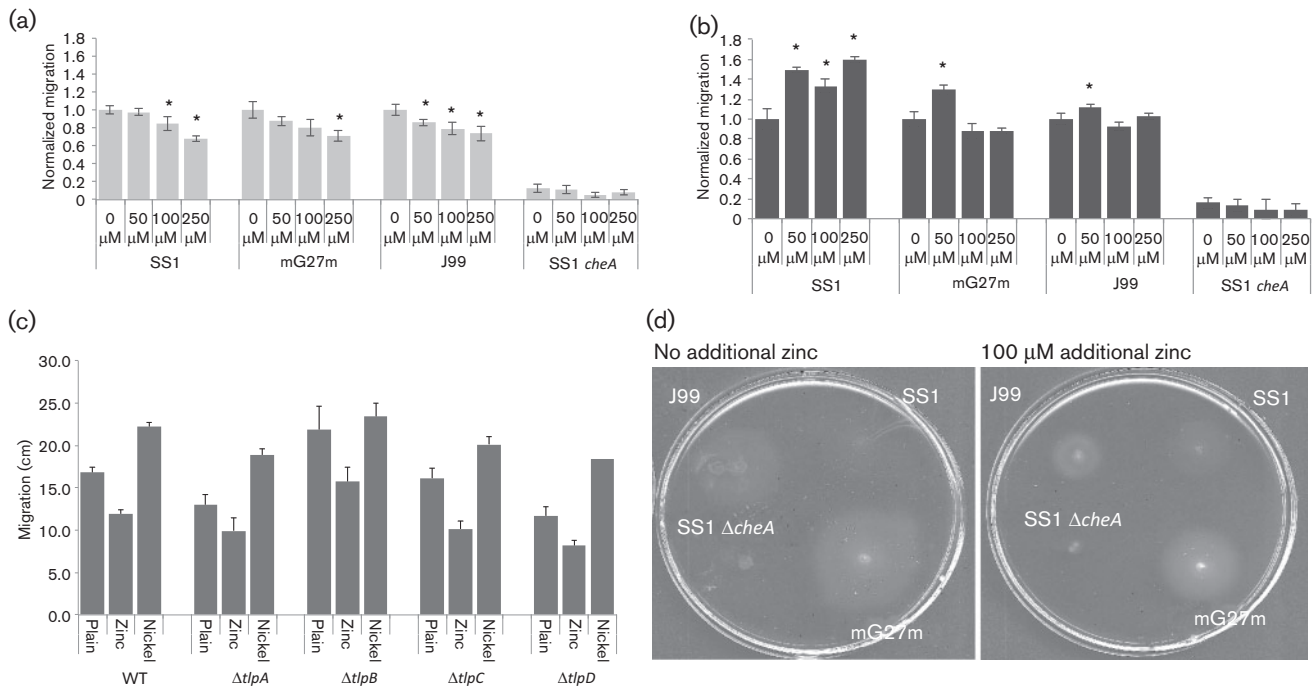 (a)
Normalized migration
1.8
1.6
1.4
1.2
1.0
0.8
0.6
0.4
0.2
0
* * * * * *
0 50 100 250 0 50 100 250 0 50 100 250 0 50 100 250
μM μM μM μM μM μM μM μM μM μM μM μM μM μM μM μM
SS1 mG27m J99 SS1 cheA
(b)
Normalized migration
1.8
1.6
1.4
1.2
1.0
0.8
0.6
0.4
0.2
0
* * * * *
0 50 100 250 0 50 100 250 0 50 100 250 0 50 100 250
μM μM μM μM μM μM μM μM μM μM μM μM μM μM μM μM
SS1 mG27m J99 SS1 cheA
(c)
Migration (cm)
30.0
25.0
20.0
15.0
10.0
5.0
0.0
Plain Zinc Nickel Plain Zinc Nickel Plain Zinc Nickel Plain Zinc Nickel Plain Zinc Nickel
WT ΔtlpA ΔtlpB ΔtlpC ΔtlpD
(d)
No additional zinc
J99
SS1
SS1 ΔcheA
mG27m
100 μM additional zinc
J99
SS1
SS1 ΔcheA
mG27m